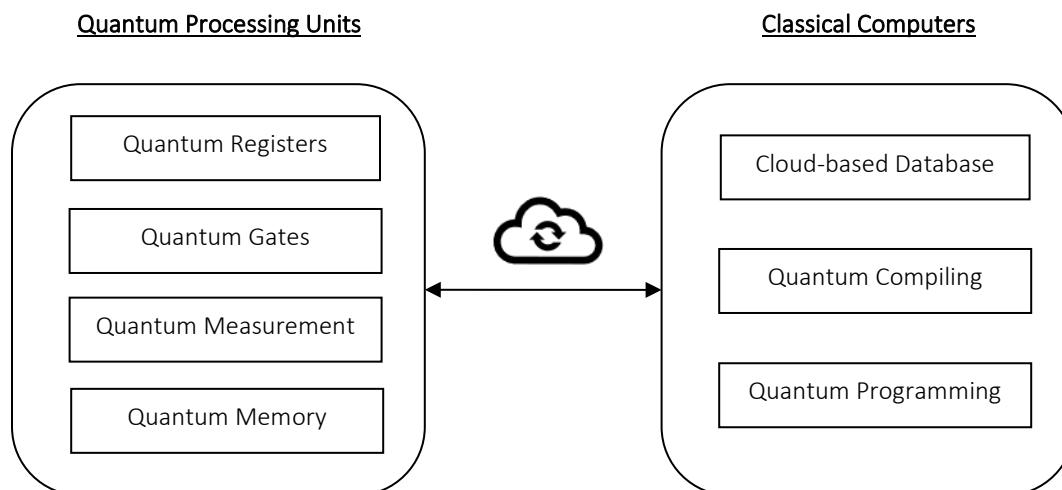 Quantum Processing Units
Quantum Registers
Quantum Gates
Quantum Measurement
Quantum Memory
Classical Computers
Cloud-based Database
Quantum Compiling
Quantum Programming